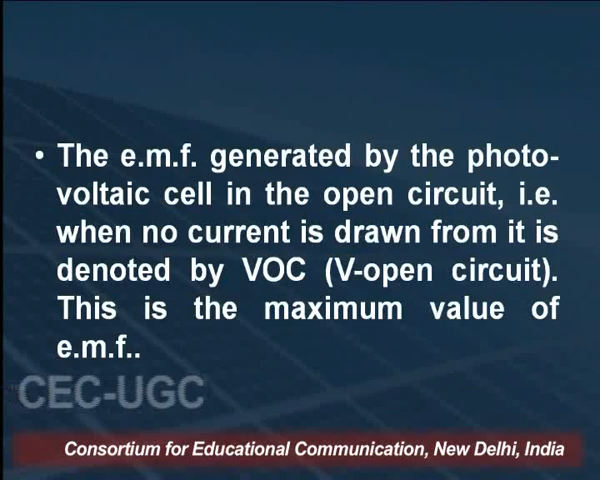 • The e.m.f. generated by the photo-
voltaic cell in the open circuit, i.e.
when no current is drawn from it is
denoted by VOC (V-open circuit).
This is the maximum value of
e.m.f..
CEC-UGC
Consortium for Educational Communication, New Delhi, India